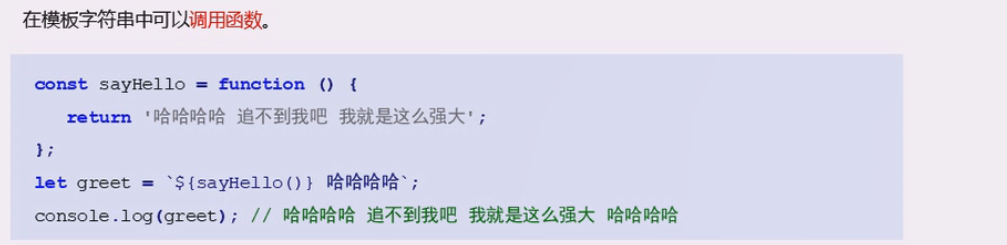 在模板字符串中可以调用函数。
const sayHello = function () {
return '哈哈哈哈 追不到我吧 我就是这么强大';
};
let greet = `${sayHello()} 哈哈哈哈`;
console.log(greet); // 哈哈哈哈 追不到我吧 我就是这么强大 哈哈哈哈